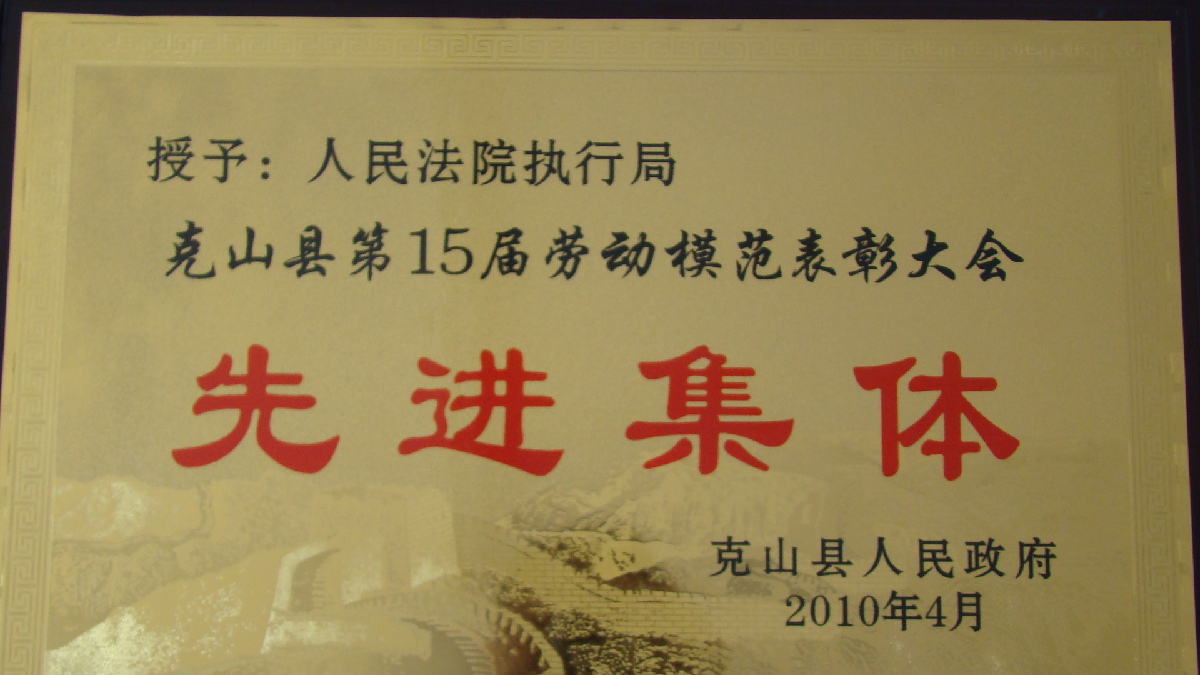 授予：人民法院执行局
克山县第15届劳动模范表彰大会
先进集体
克山县人民政府
2010年4月